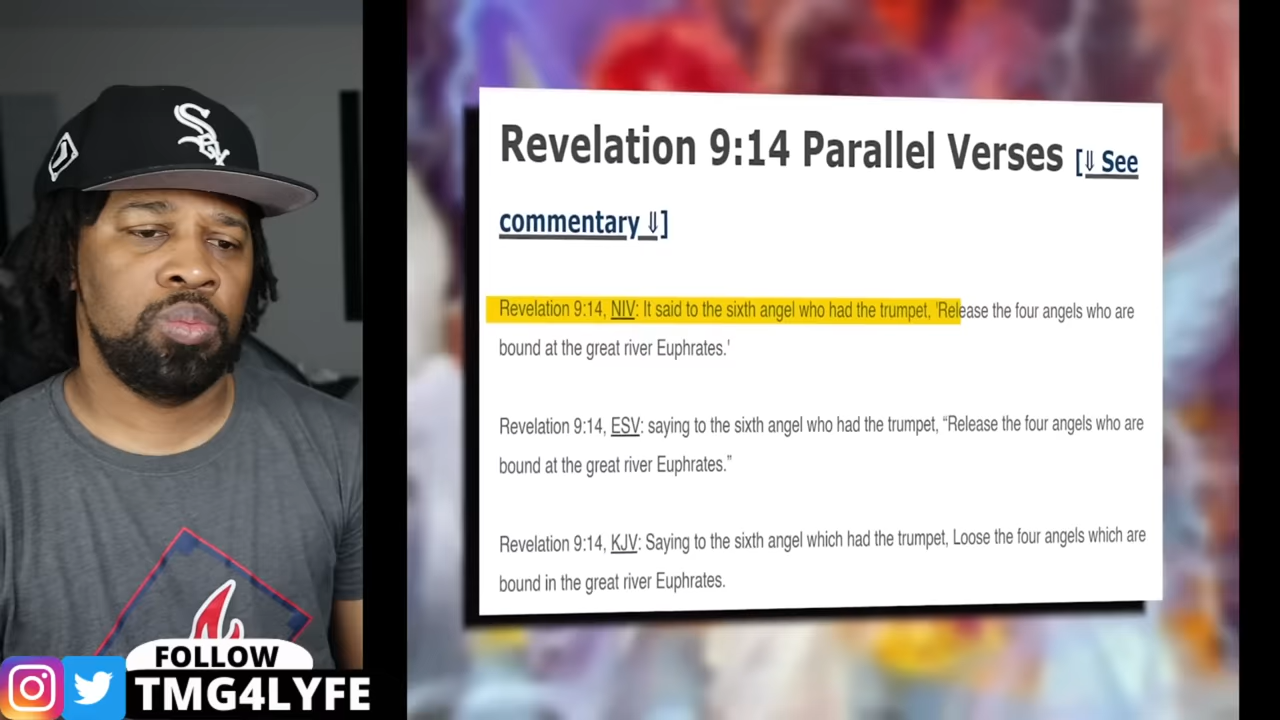 Revelation 9:14 Parallel Verses [⇓ See
commentary ⇓]
Revelation 9:14, NIV: It said to the sixth angel who had the trumpet, 'Release the four angels who are
bound at the great river Euphrates.'
Revelation 9:14, ESV: saying to the sixth angel who had the trumpet, “Release the four angels who are
bound at the great river Euphrates.”
Revelation 9:14, KJV: Saying to the sixth angel which had the trumpet, Loose the four angels which are
bound in the great river Euphrates.
Sox
FOLLOW
TMG4LYFE